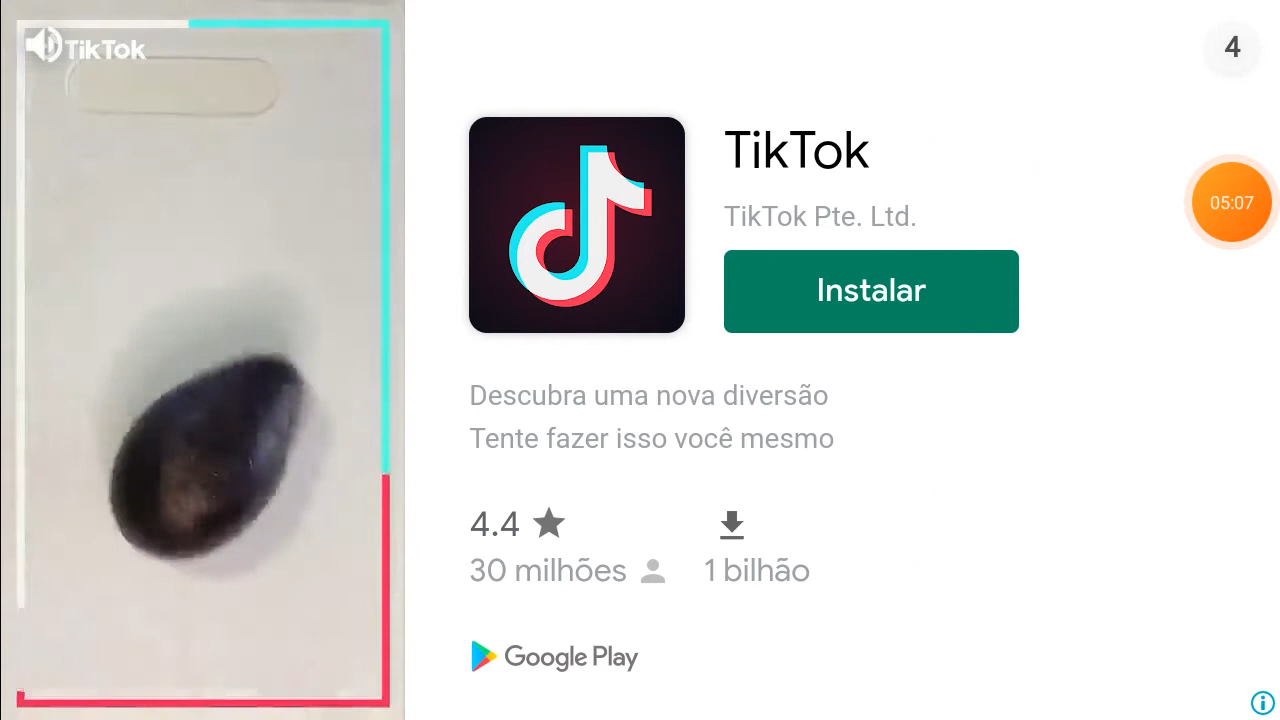 TikTok
4
TikTok
TikTok Pte. Ltd.
05:07
Instalar
Descubra uma nova diversão
Tente fazer isso você mesmo
4.4
30 milhões
1 bilhão
Google Play